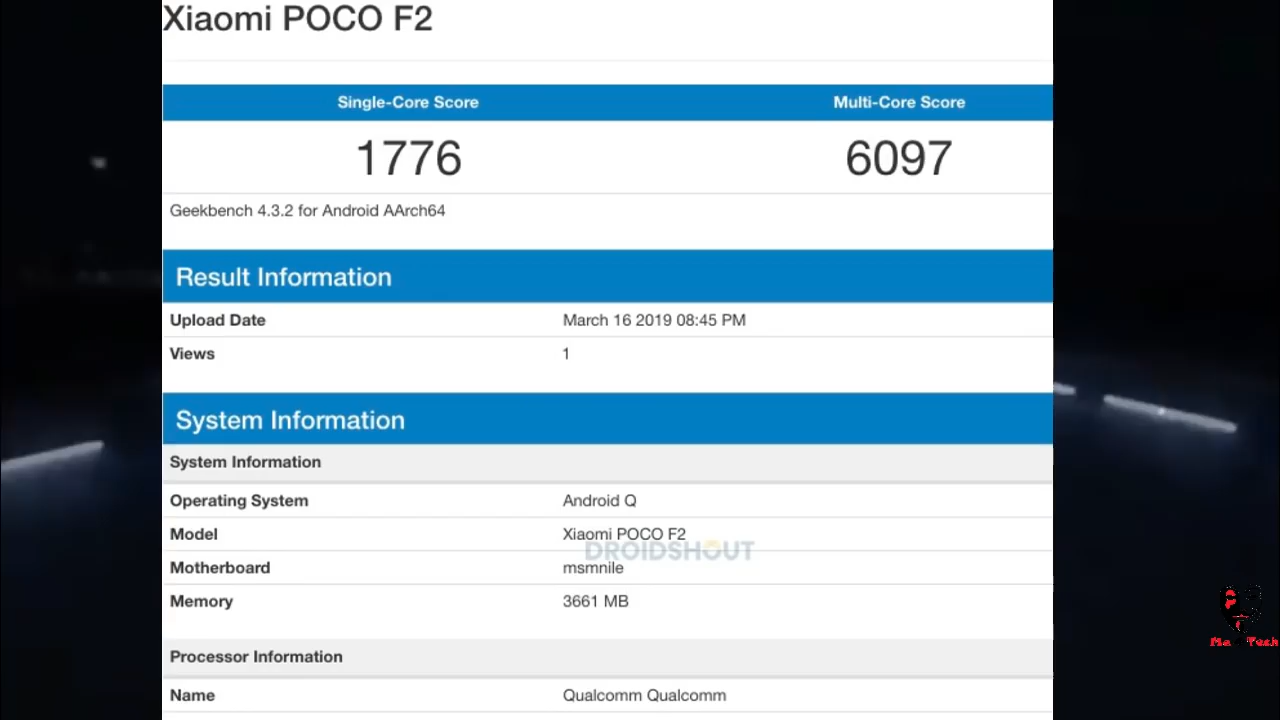 Xiaomi POCO F2
Single-Core Score Multi-Core Score
1776 6097
Geekbench 4.3.2 for Android AArch64
Result Information
Upload Date March 16 2019 08:45 PM
Views 1
System Information
System Information
Operating System Android Q
Model Xiaomi POCO F2
DROIDSHOUT
Motherboard msmnile
Memory 3661 MB
Processor Information
Name Qualcomm Qualcomm